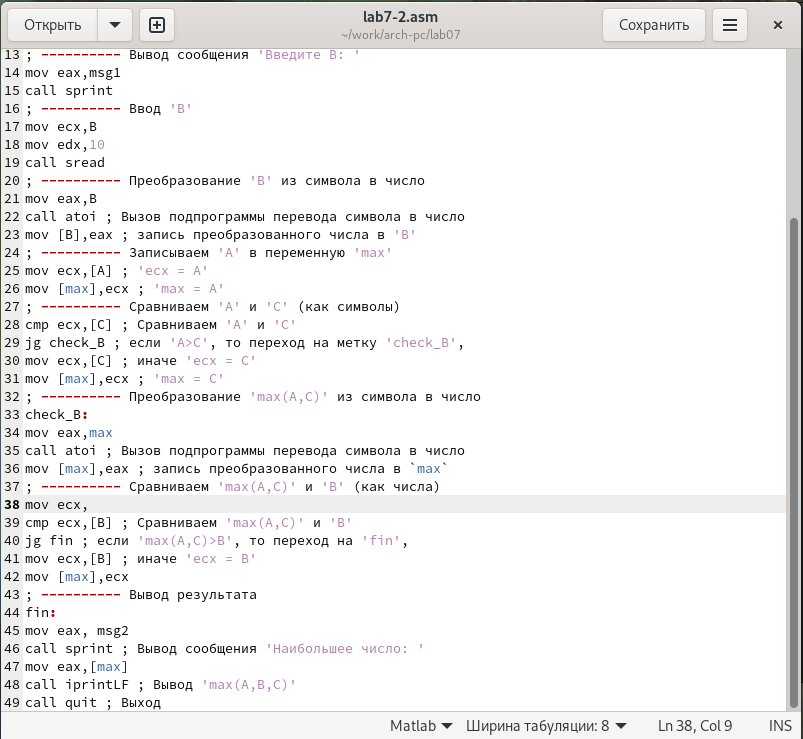 Открыть
lab7-2.asm
~/work/arch-pc/lab07
Сохранить
13 ; ---------- Вывод сообщения 'Введите B: '
14 mov eax,msg1
15 call sprint
16 ; ---------- Ввод 'B'
17 mov ecx,B
18 mov edx,10
19 call sread
20 ; ---------- Преобразование 'B' из символа в число
21 mov eax,B
22 call atoi ; Вызов подпрограммы перевода символа в число
23 mov [B],eax ; запись преобразованного числа в 'B'
24 ; ---------- Записываем 'A' в переменную 'max'
25 mov ecx,[A] ; 'ecx = A'
26 mov [max],ecx ; 'max = A'
27 ; ---------- Сравниваем 'A' и 'С' (как символы)
28 cmp ecx,[C] ; Сравниваем 'A' и 'С'
29 jg check_B ; если 'A>C', то переход на метку 'check_B',
30 mov ecx,[C] ; иначе 'ecx = C'
31 mov [max],ecx ; 'max = C'
32 ; ---------- Преобразование 'max(A,C)' из символа в число
33 check_B:
34 mov eax,max
35 call atoi ; Вызов подпрограммы перевода символа в число
36 mov [max],eax ; запись преобразованного числа в `max`
37 ; ---------- Сравниваем 'max(A,C)' и 'B' (как числа)
38 mov ecx,
39 cmp ecx,[B] ; Сравниваем 'max(A,C)' и 'B'
40 jg fin ; если 'max(A,C)>B', то переход на 'fin',
41 mov ecx,[B] ; иначе 'ecx = B'
42 mov [max],ecx
43 ; ---------- Вывод результата
44 fin:
45 mov eax, msg2
46 call sprint ; Вывод сообщения 'Наибольшее число: '
47 mov eax,[max]
48 call iprintLF ; Вывод 'max(A,B,C)'
49 call quit ; Выход
Matlab Ширина табуляции: 8 Ln 38, Col 9 INS